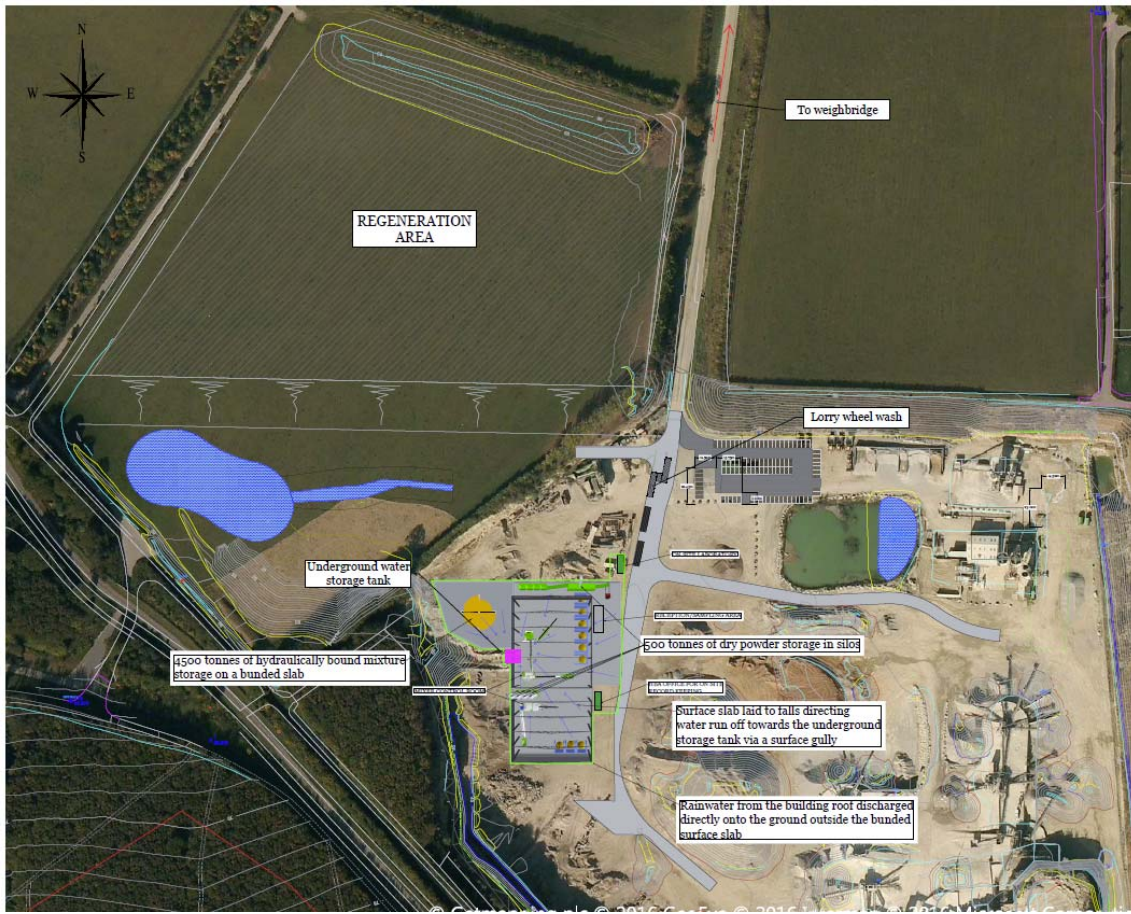 N
W E
S
To weighbridge
REGENERATION
AREA
Lorry wheel wash
Underground water
storage tank
500 tonnes of dry powder storage in silos
4500 tonnes of hydraulically bound mixture
storage on a bunded slab
Surface slab laid to falls directing
water run off towards the underground
storage tank via a surface gully
Rainwater from the building roof discharged
directly onto the ground outside the bunded
surface slab